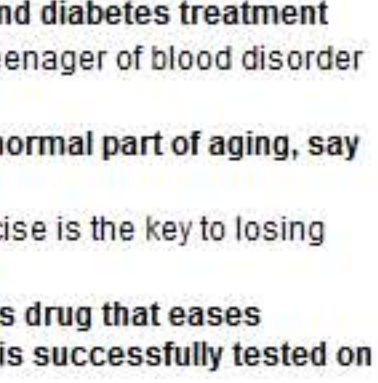 nd diabetes treatment
eenager of blood disorder
normal part of aging, say
cise is the key to losing
s drug that eases
is successfully tested on